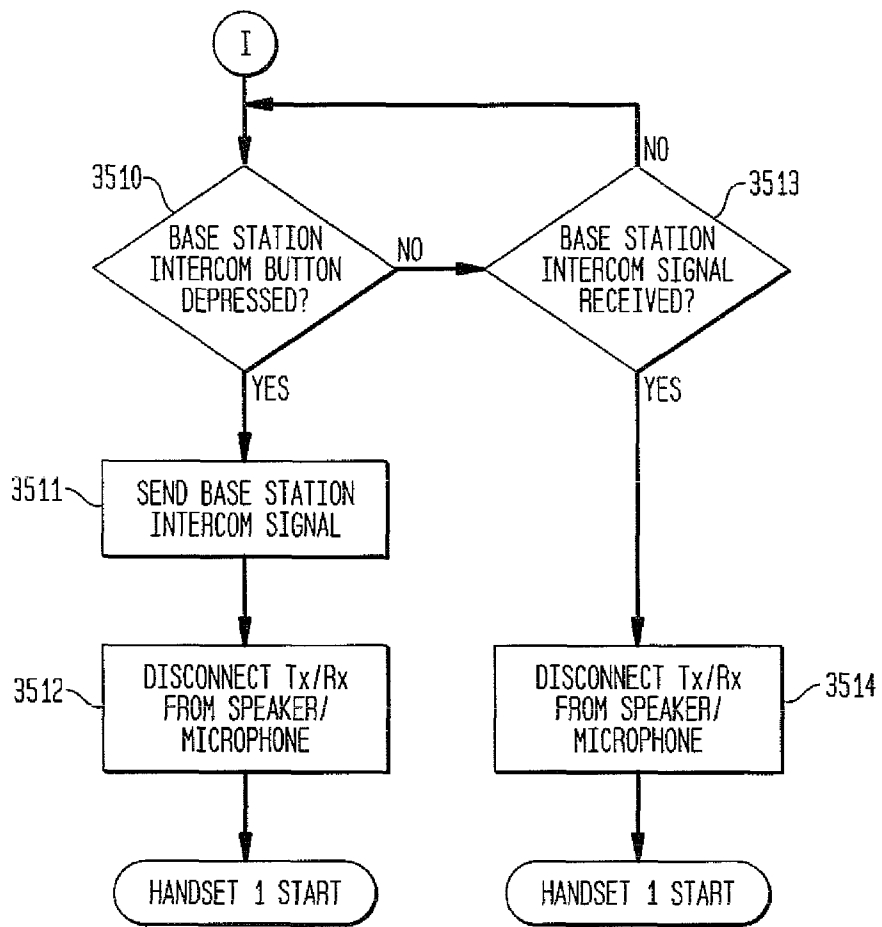 I
3510
BASE STATION
INTERCOM BUTTON
DEPRESSED?
NO
YES
NO
3513
BASE STATION
INTERCOM SIGNAL
RECEIVED?
YES
3511
SEND BASE STATION
INTERCOM SIGNAL
3512
DISCONNECT Tx/Rx
FROM SPEAKER/
MICROPHONE
DISCONNECT Tx/Rx
FROM SPEAKER/
MICROPHONE
3514
HANDSET 1 START
HANDSET 1 START